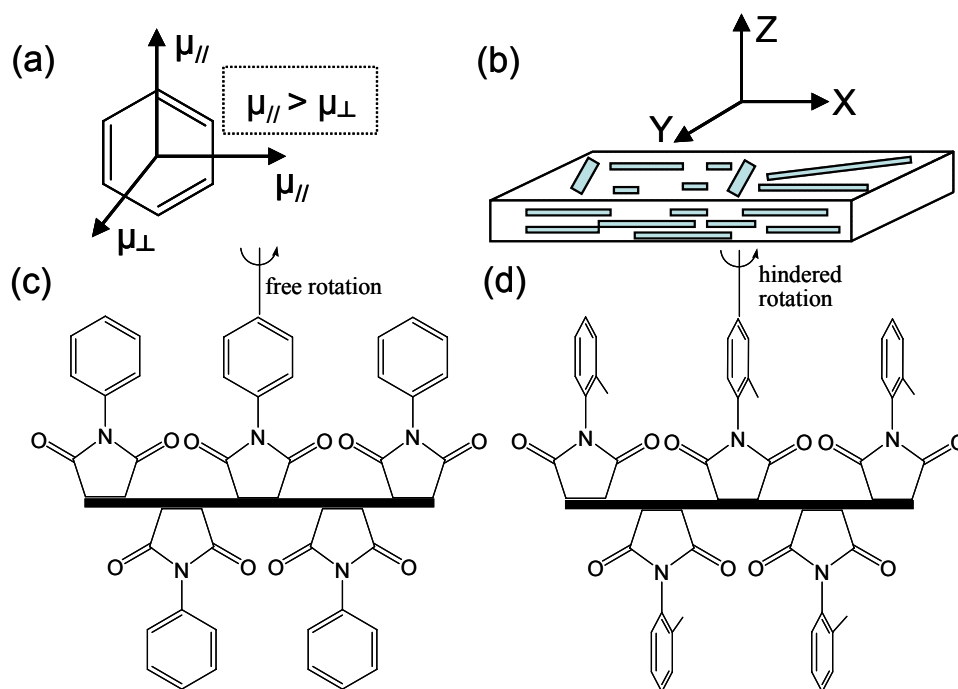 (a)
μ//
μ// > μ⊥
μ//
μ⊥
(b)
Z
X
Y
(c)
free rotation
(d)
hindered
rotation
N N N
O O O O O O
N N
O O O O
N N N
O O O O O O
N N
O O O O